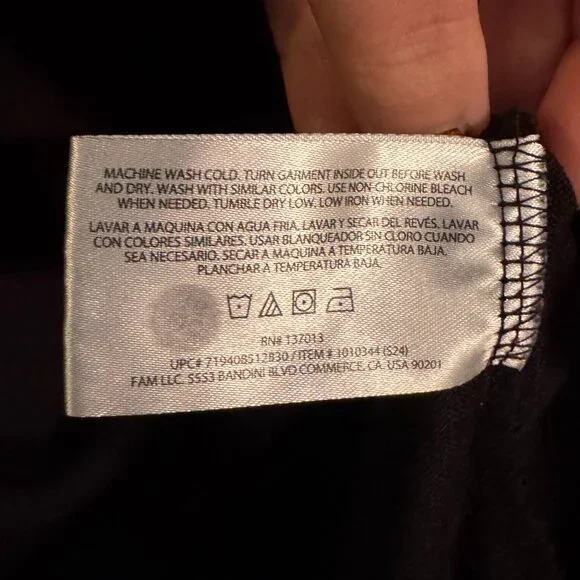 MACHINE WASH COLD. TURN GARMENT INSIDE OUT BEFORE WASH
AND DRY. WASH WITH SIMILAR COLORS. USE NON-CHLORINE BLEACH
WHEN NEEDED. TUMBLE DRY LOW. LOW IRON WHEN NEEDED.
LAVAR A MAQUINA CON AGUA FRIA. LAVAR Y SECAR DEL REVÉS. LAVAR
CON COLORES SIMILARES. USAR BLANQUEADOR SIN CLORO CUANDO
SEA NECESARIO. SECAR A MAQUINA A TEMPERATURA BAJA.
PLANCHAR A TEMPERATURA BAJA.
RN# 137013
UPC# 719408512830 / ITEM # 1010344 (S24)
FAM LLC. 5553 BANDINI BLVD COMMERCE, CA. USA 90201